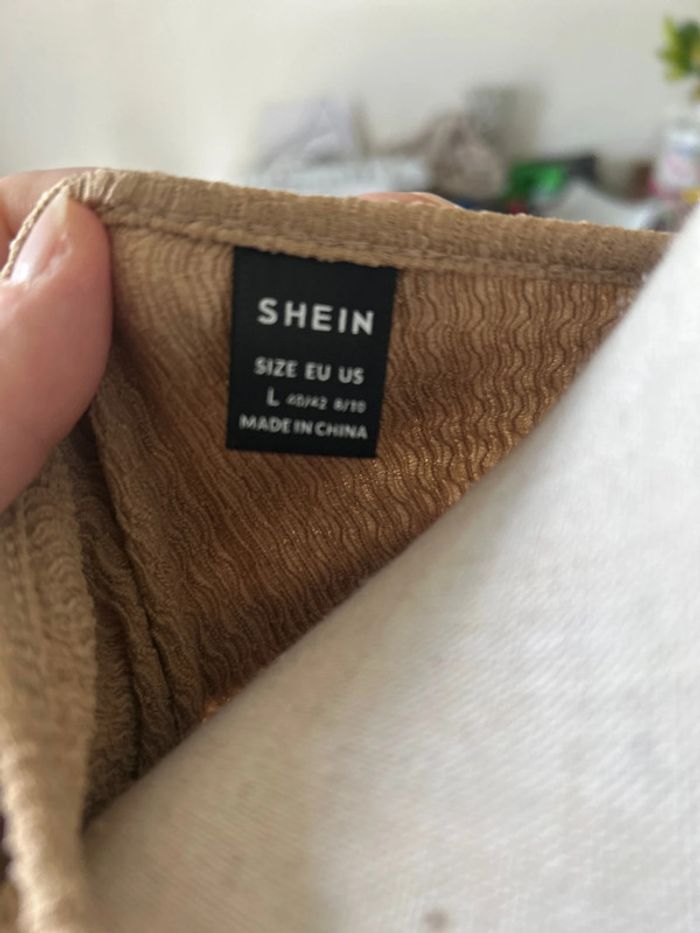 SHEIN
SIZE EU US
L 40/42 8/10
MADE IN CHINA